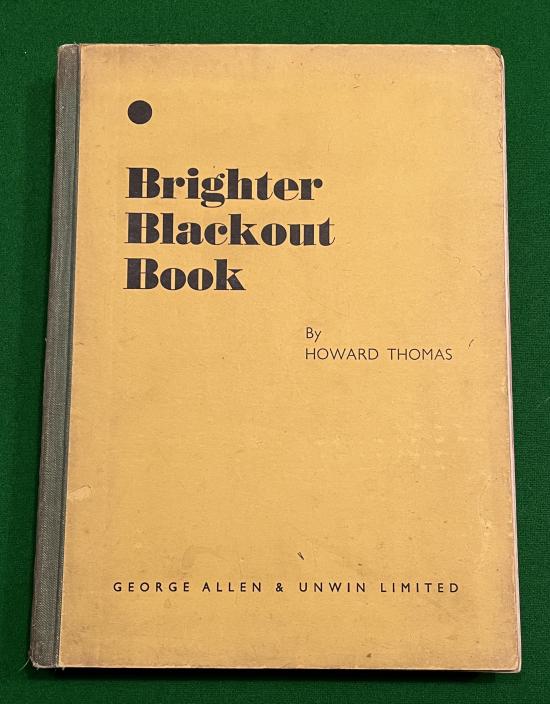 Brighter
Blackout
Book
By
HOWARD THOMAS
GEORGE ALLEN & UNWIN LIMITED